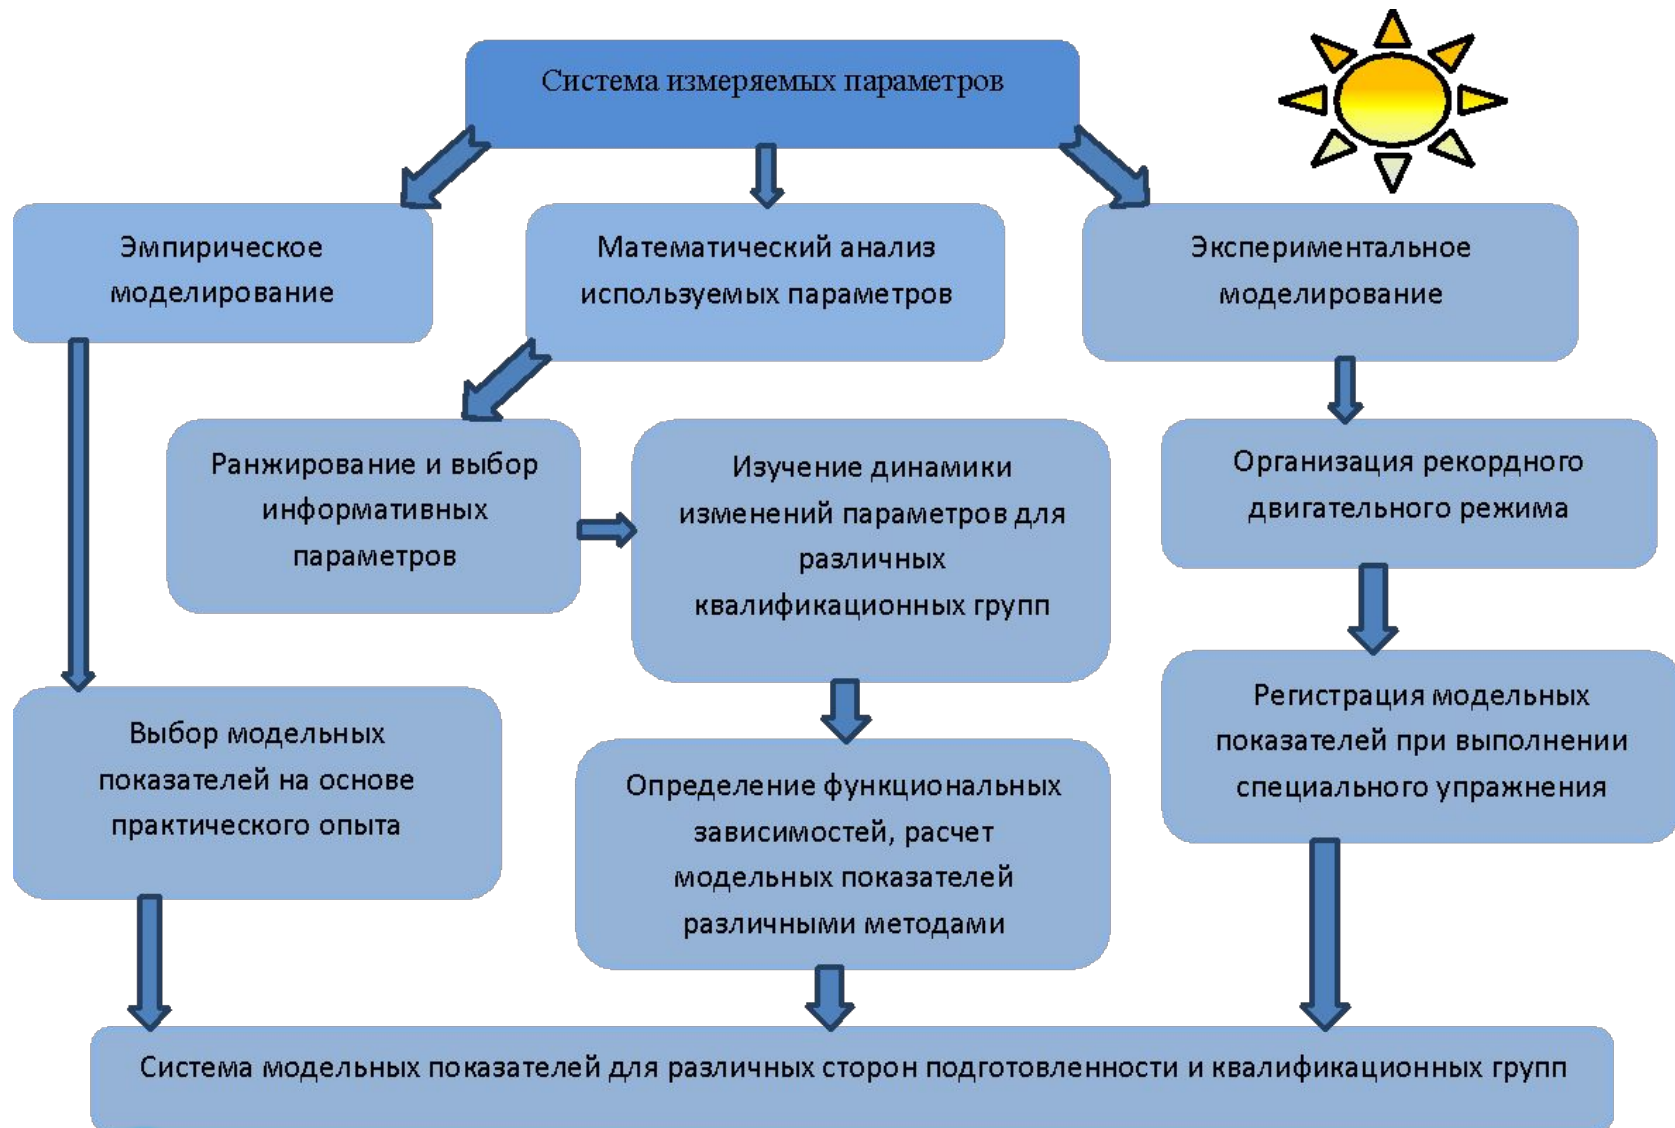 Система измеряемых параметров
Эмпирическое
моделирование
Математический анализ
используемых параметров
Экспериментальное
моделирование
Ранжирование и выбор
информативных
параметров
Изучение динамики
изменений параметров для
различных
квалификационных групп
Организация рекордного
двигательного режима
Выбор модельных
показателей на основе
практического опыта
Определение функциональных
зависимостей, расчет
модельных показателей
различными методами
Регистрация модельных
показателей при выполнении
специального упражнения
Система модельных показателей для различных сторон подготовленности и квалификационных групп